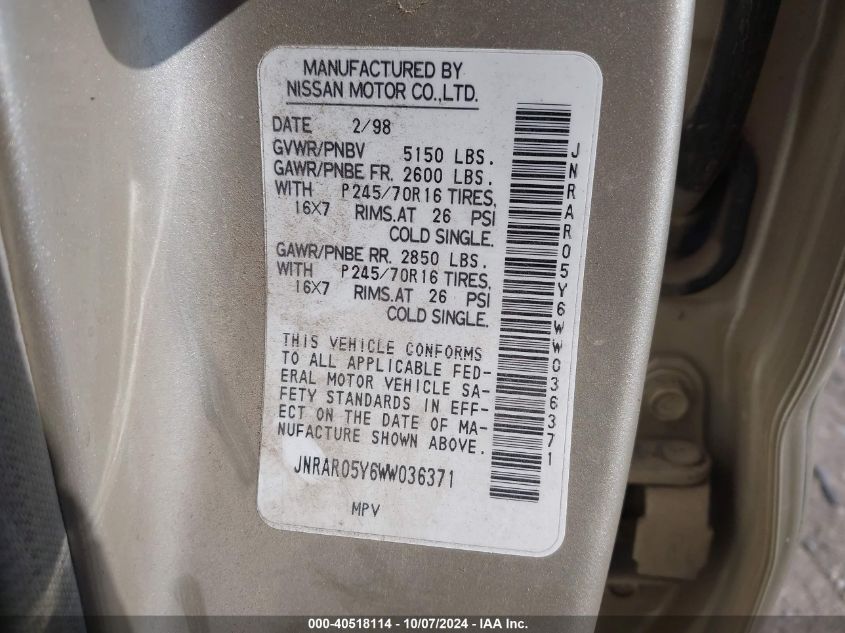 MANUFACTURED BY
NISSAN MOTOR CO.,LTD.
DATE 2/98
GVWR/PNBV 5150 LBS.
GAWR/PNBE FR. 2600 LBS.
WITH P245/70R16 TIRES,
16X7 RIMS.AT 26 PSI
COLD SINGLE.
GAWR/PNBE RR. 2850 LBS.
WITH P245/70R16 TIRES,
16X7 RIMS.AT 26 PSI
COLD SINGLE.
THIS VEHICLE CONFORMS
TO ALL APPLICABLE FED-
ERAL MOTOR VEHICLE SA-
FETY STANDARDS IN EFF-
ECT ON THE DATE OF MA-
NUFACTURE SHOWN ABOVE.
JNRAR05Y6WW036371
MPV
JNRAR05Y6WW036371
000-40518114 - 10/07/2024 - IAA Inc.